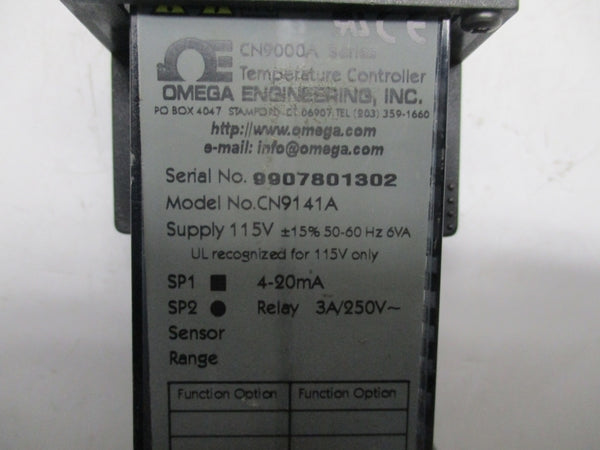 CN9000A Series
Temperature Controller
OMEGA ENGINEERING, INC.
PO BOX 4047 STAMFORD CT 06907 TEL (203) 359-1660
http://www.omega.com
e-mail: info@omega.com
Serial No. 9907801302
Model No.CN9141A
Supply 115V ±15% 50-60 Hz 6VA
UL recognized for 115V only
SP1 ■ 4-20mA
SP2 ● Relay 3A/250V~
Sensor
Range
Function Option Function Option